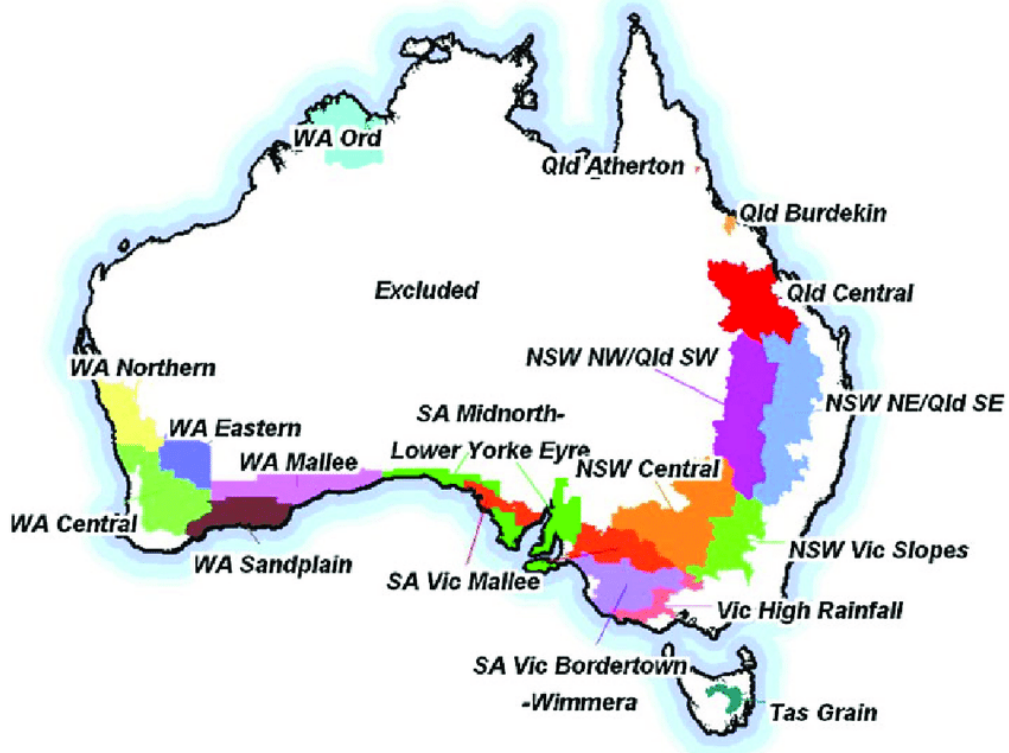 WA Ord
Qld Atherton
Qld Burdekin
Excluded
Qld Central
NSW NW/Qld SW
WA Northern
NSW NE/Qld SE
SA Midnorth-
WA Eastern
Lower Yorke Eyre
WA Mallee
NSW Central
WA Central
NSW Vic Slopes
WA Sandplain
SA Vic Mallee
Vic High Rainfall
SA Vic Bordertown
-Wimmera
Tas Grain